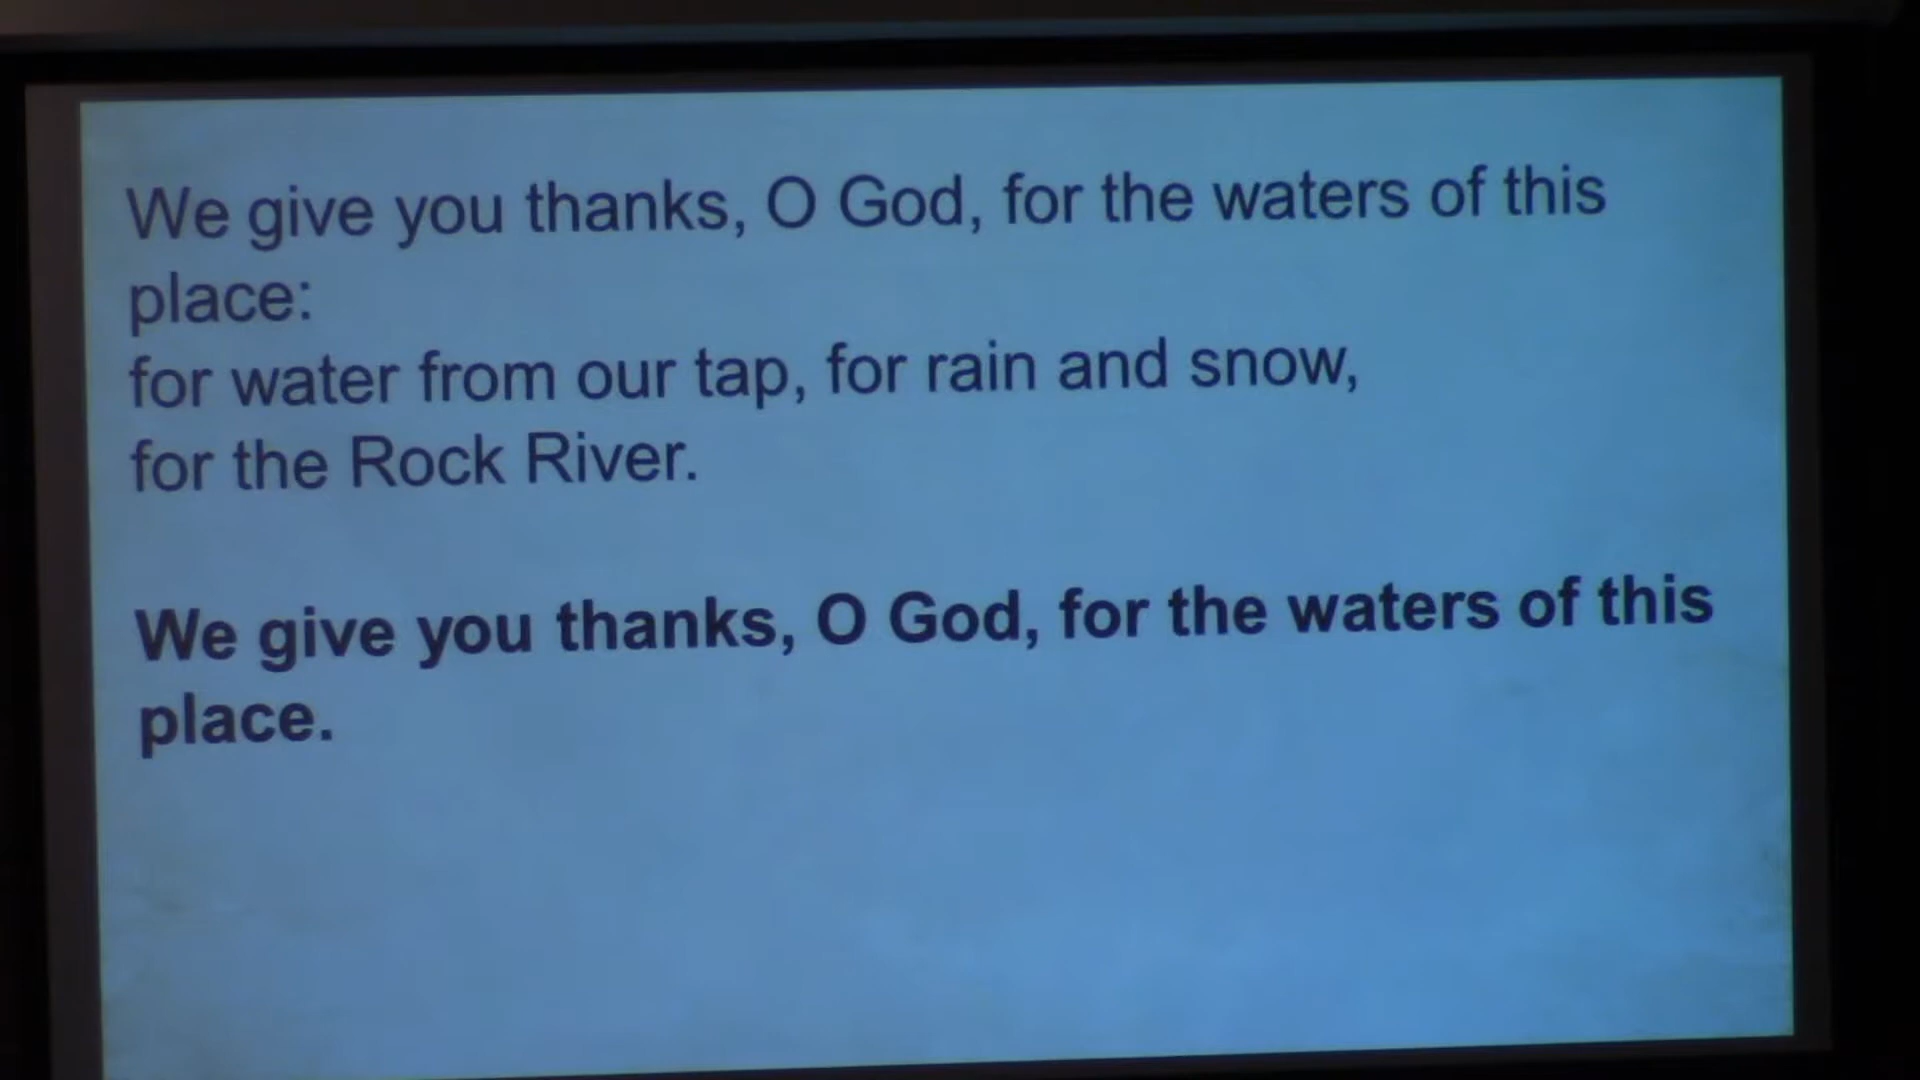 We give you thanks, O God, for the waters of this
place:
for water from our tap, for rain and snow,
for the Rock River.
We give you thanks, O God, for the waters of this
place.